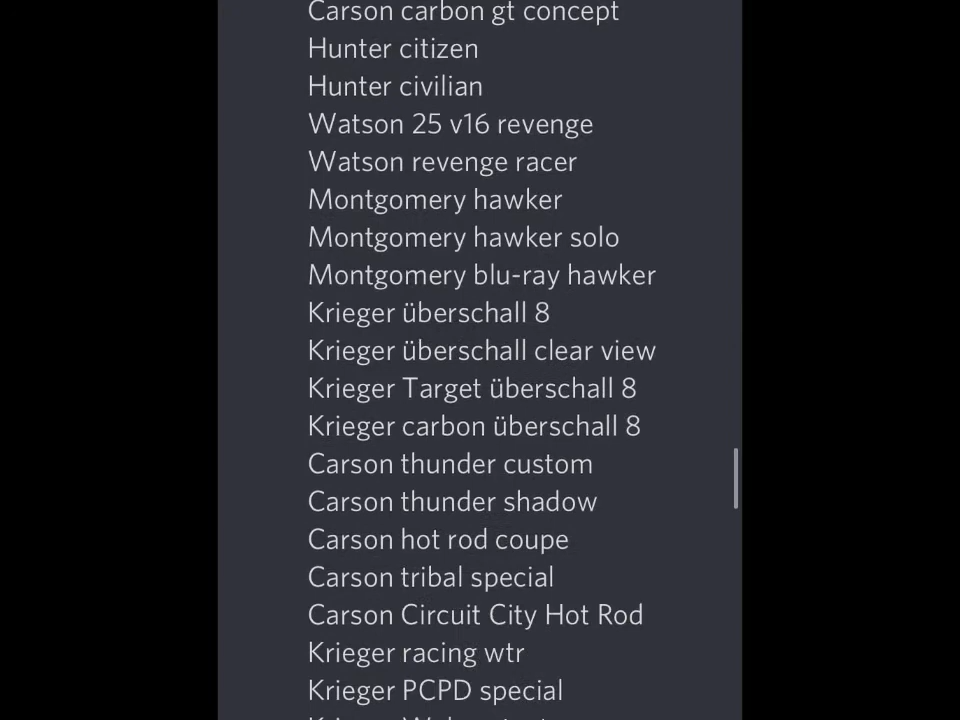 Carson carbon gt concept
Hunter citizen
Hunter civilian
Watson 25 v16 revenge
Watson revenge racer
Montgomery hawker
Montgomery hawker solo
Montgomery blu-ray hawker
Krieger überschall 8
Krieger überschall clear view
Krieger Target überschall 8
Krieger carbon überschall 8
Carson thunder custom
Carson thunder shadow
Carson hot rod coupe
Carson tribal special
Carson Circuit City Hot Rod
Krieger racing wtr
Krieger PCPD special